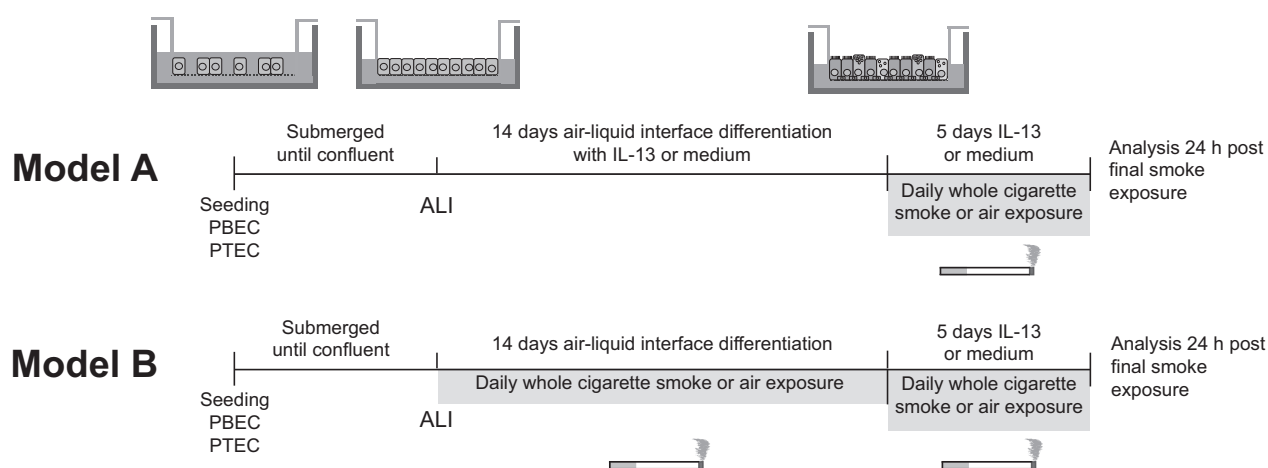 Model A
Submerged
until confluent
14 days air-liquid interface differentiation
with IL-13 or medium
5 days IL-13
or medium
Analysis 24 h post
final smoke
exposure
Seeding
PBEC
PTEC
ALI
Daily whole cigarette
smoke or air exposure
Model B
Submerged
until confluent
14 days air-liquid interface differentiation
5 days IL-13
or medium
Analysis 24 h post
final smoke
exposure
Daily whole cigarette smoke or air exposure
Daily whole cigarette
smoke or air exposure
Seeding
PBEC
PTEC
ALI